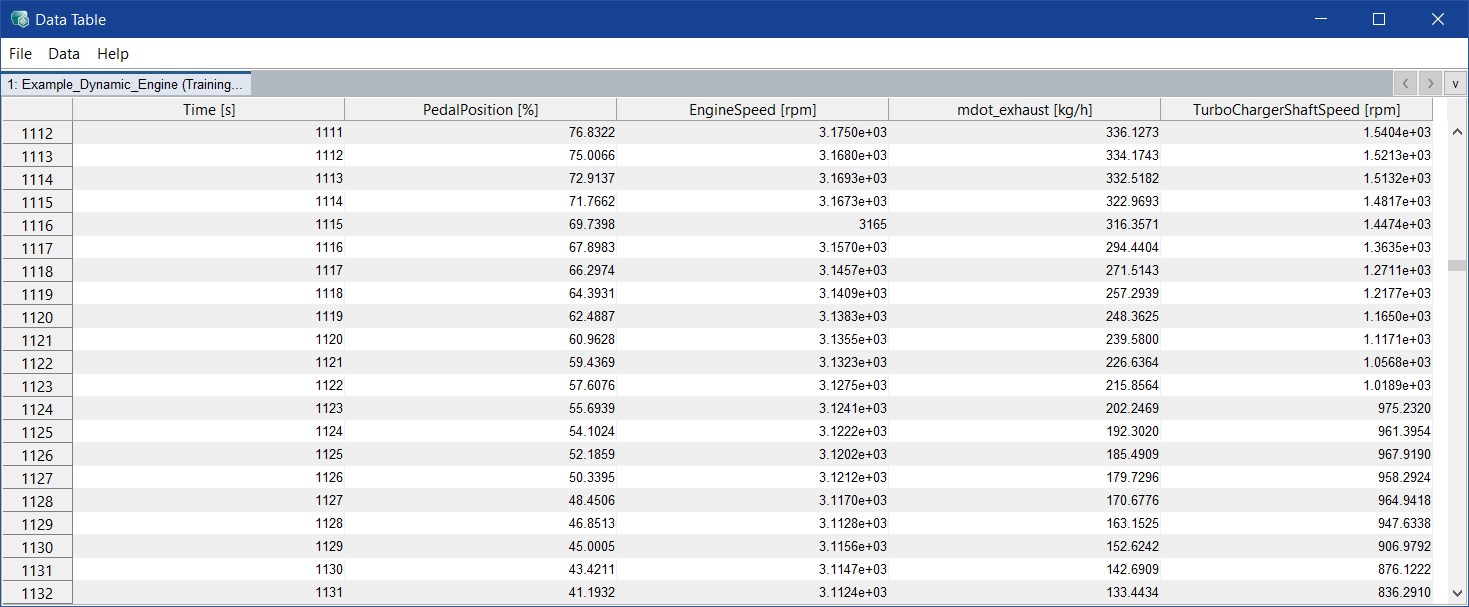 Data Table
File Data Help
1: Example_Dynamic_Engine (Training...
v
Time [s] PedalPosition [%] EngineSpeed [rpm] mdot_exhaust [kg/h] TurboChargerShaftSpeed [rpm]
1112 1111 76.8322 3.1750e+03 336.1273 1.5404e+03
1113 1112 75.0066 3.1680e+03 334.1743 1.5213e+03
1114 1113 72.9137 3.1693e+03 332.5182 1.5132e+03
1115 1114 71.7662 3.1673e+03 322.9693 1.4817e+03
1116 1115 69.7398 3165 316.3571 1.4474e+03
1117 1116 67.8983 3.1570e+03 294.4404 1.3635e+03
1118 1117 66.2974 3.1457e+03 271.5143 1.2711e+03
1119 1118 64.3931 3.1409e+03 257.2939 1.2177e+03
1120 1119 62.4887 3.1383e+03 248.3625 1.1650e+03
1121 1120 60.9628 3.1355e+03 239.5800 1.1171e+03
1122 1121 59.4369 3.1323e+03 226.6364 1.0568e+03
1123 1122 57.6076 3.1275e+03 215.8564 1.0189e+03
1124 1123 55.6939 3.1241e+03 202.2469 975.2320
1125 1124 54.1024 3.1222e+03 192.3020 961.3954
1126 1125 52.1859 3.1202e+03 185.4909 967.9190
1127 1126 50.3395 3.1212e+03 179.7296 958.2924
1128 1127 48.4506 3.1170e+03 170.6776 964.9418
1129 1128 46.8513 3.1128e+03 163.1525 947.6338
1130 1129 45.0005 3.1156e+03 152.6242 906.9792
1131 1130 43.4211 3.1147e+03 142.6909 876.1222
1132 1131 41.1932 3.1124e+03 133.4434 836.2910